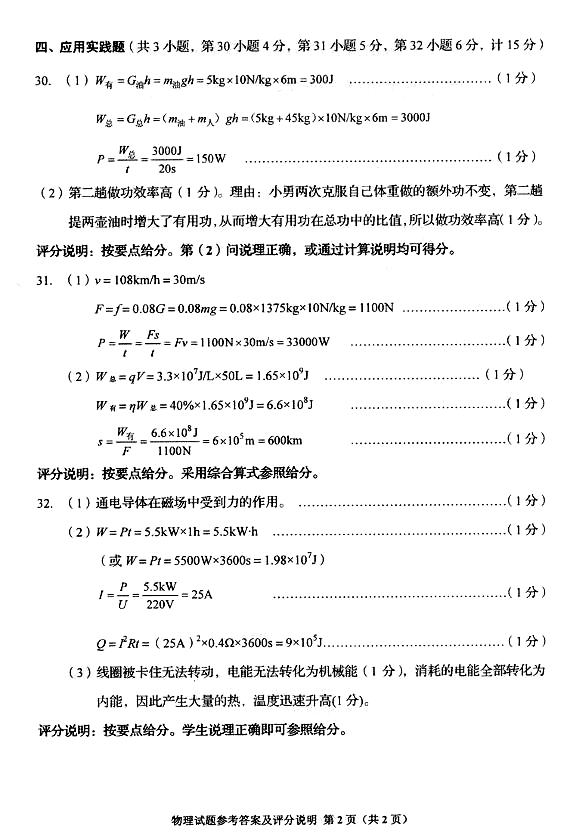 四、应用实践题（共3小题，第30小题4分，第31小题5分，第32小题6分，计15分）
30. （1）W有 = G油h = m油gh = 5kg×10N/kg×6m = 300J ……………………………（1分）
W总 = G总h =（m油 + m人）gh =（5kg + 45kg）×10N/kg×6m = 3000J
P = W总/t = 3000J/20s = 150W ……………………………（1分）
（2）第二趟做功效率高（1分）。理由：小勇两次克服自己体重做的额外功不变，第二趟
提两壶油时增大了有用功，从而增大有用功在总功中的比值，所以做功效率高（1分）。
评分说明：按要点给分。第（2）问说理正确，或通过计算说明均可得分。
31. （1）v = 108km/h = 30m/s
F = f = 0.08G = 0.08mg = 0.08×1375kg×10N/kg = 1100N ……………………（1分）
P = W/t = Fs/t = Fv = 1100N×30m/s = 33000W ……………………………（1分）
（2）W总 = qV = 3.3×10⁷J/L×50L = 1.65×10⁹J ……………………………（1分）
W有 = ηW总 = 40%×1.65×10⁹J = 6.6×10⁸J ……………………………（1分）
s = W有/F = 6.6×10⁸J/1100N = 6×10⁵m = 600km ……………………………（1分）
评分说明：按要点给分。采用综合算式参照给分。
32. （1）通电导体在磁场中受到力的作用。 ……………………………（1分）
（2）W = Pt = 5.5kW×1h = 5.5kW·h ……………………………（1分）
（或 W = Pt = 5500W×3600s = 1.98×10⁷J）
I = P/U = 5.5kW/220V = 25A ……………………………（1分）
Q = I²Rt =（25A）²×0.4Ω×3600s = 9×10⁵J……………………………（1分）
（3）线圈被卡住无法转动，电能无法转化为机械能（1分），消耗的电能全部转化为
内能，因此产生大量的热，温度迅速升高(1分)。
评分说明：按要点给分。学生说理正确即可参照给分。
物理试题参考答案及评分说明 第2页（共2页）